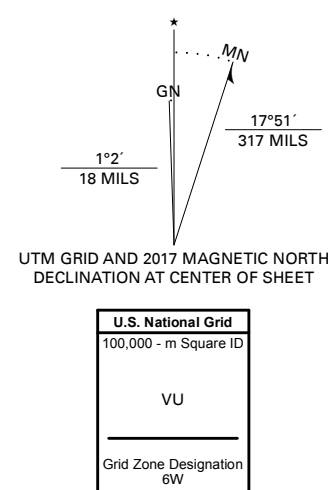 ★
MN
GN
1°2´
18 MILS
17°51´
317 MILS
UTM GRID AND 2017 MAGNETIC NORTH
DECLINATION AT CENTER OF SHEET
U.S. National Grid
100,000 - m Square ID
VU
Grid Zone Designation
6W